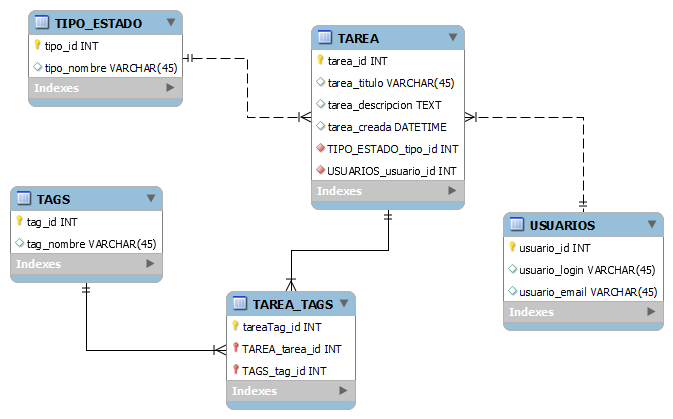 TIPO_ESTADO
tipo_id INT
tipo_nombre VARCHAR(45)
Indexes
TAREA
tarea_id INT
tarea_titulo VARCHAR(45)
tarea_descripcion TEXT
tarea_creada DATETIME
TIPO_ESTADO_tipo_id INT
USUARIOS_usuario_id INT
Indexes
TAGS
tag_id INT
tag_nombre VARCHAR(45)
Indexes
USUARIOS
usuario_id INT
usuario_login VARCHAR(45)
usuario_email VARCHAR(45)
Indexes
TAREA_TAGS
tareaTag_id INT
TAREA_tarea_id INT
TAGS_tag_id INT
Indexes